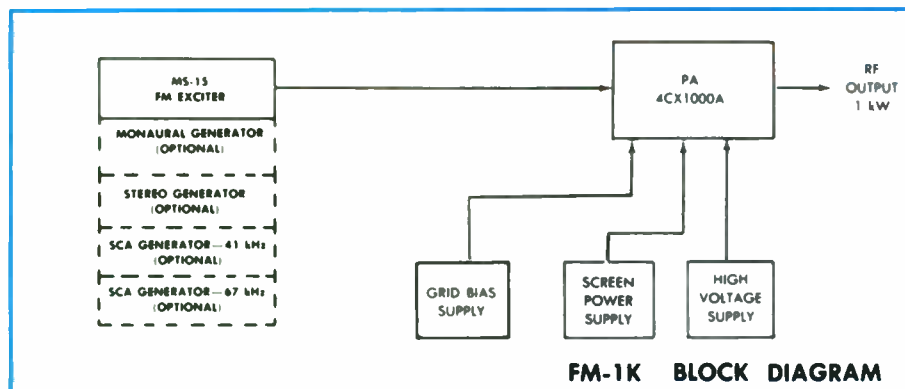 MS-15
FM EXCITER
MONAURAL GENERATOR
(OPTIONAL)
STEREO GENERATOR
(OPTIONAL)
SCA GENERATOR—41 kHz
(OPTIONAL)
SCA GENERATOR—67 kHz
(OPTIONAL)
PA
4CX1000A
RF
OUTPUT
1 kW
GRID BIAS
SUPPLY
SCREEN
POWER
SUPPLY
HIGH
VOLTAGE
SUPPLY
FM-1K BLOCK DIAGRAM